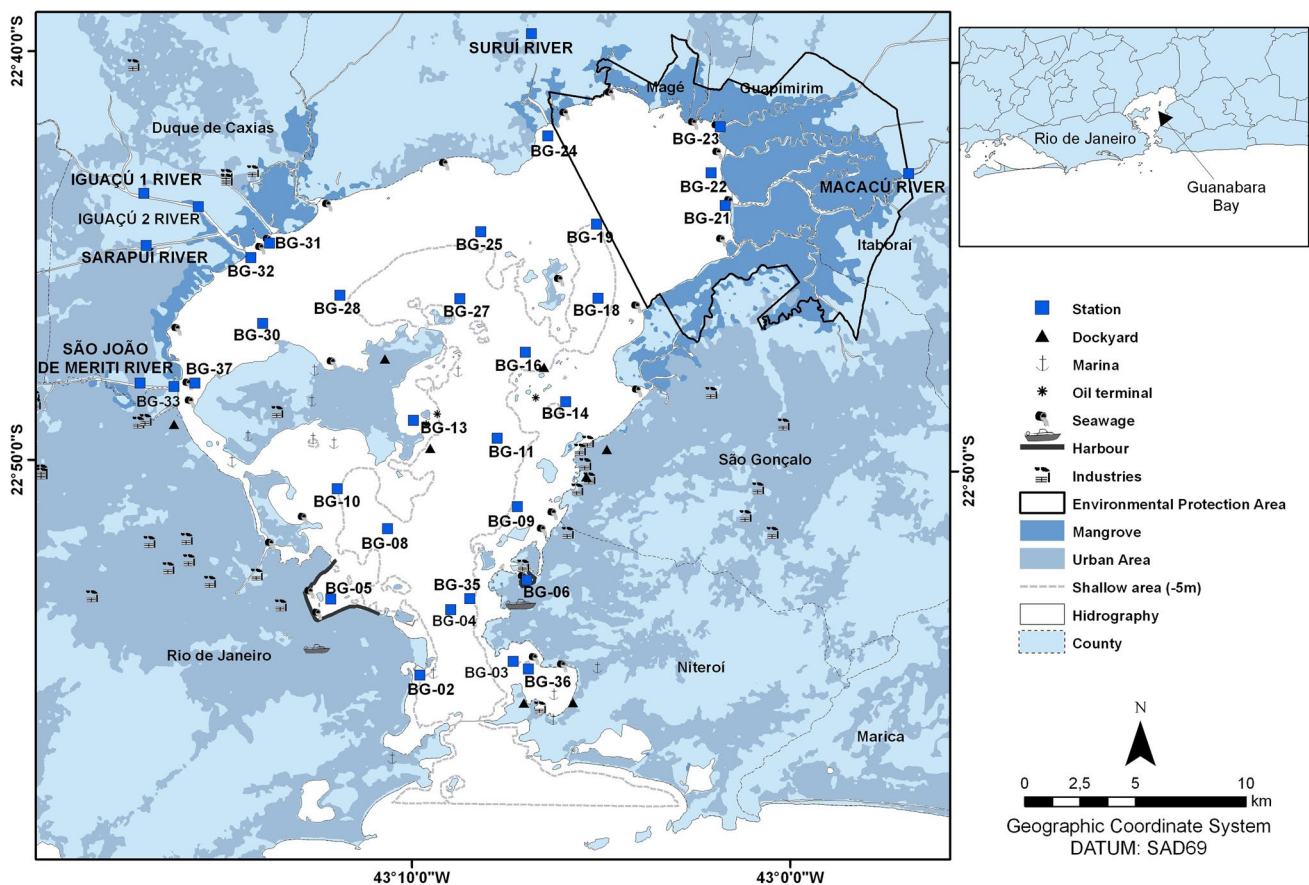 22°40'0"S
SURUÍ RIVER
Magé
Guapimirim
Duque de Caxias
BG-24
BG-23
IGUAÇÚ 1 RIVER
BG-22
MACACÚ RIVER
IGUAÇÚ 2 RIVER
BG-21
BG-19
BG-25
BG-31
Itaboraí
SARAPUÍ RIVER
BG-32
BG-28
BG-27
BG-18
BG-30
SÃO JOÃO
DE MERITI RIVER
BG-37
BG-16
BG-33
BG-14
BG-13
BG-11
São Gonçalo
22°50'0"S
22°50'0"S
BG-10
BG-09
BG-08
BG-05
BG-35
BG-06
BG-04
Rio de Janeiro
BG-03
BG-36
Niteroí
BG-02
Marica
43°10'0"W
43°0'0"W
Rio de Janeiro
Guanabara
Bay
Station
Dockyard
Marina
Oil terminal
Seawage
Harbour
Industries
Environmental Protection Area
Mangrove
Urban Area
Shallow area (-5m)
Hidrography
County
N
0 2,5 5 10
km
Geographic Coordinate System
DATUM: SAD69